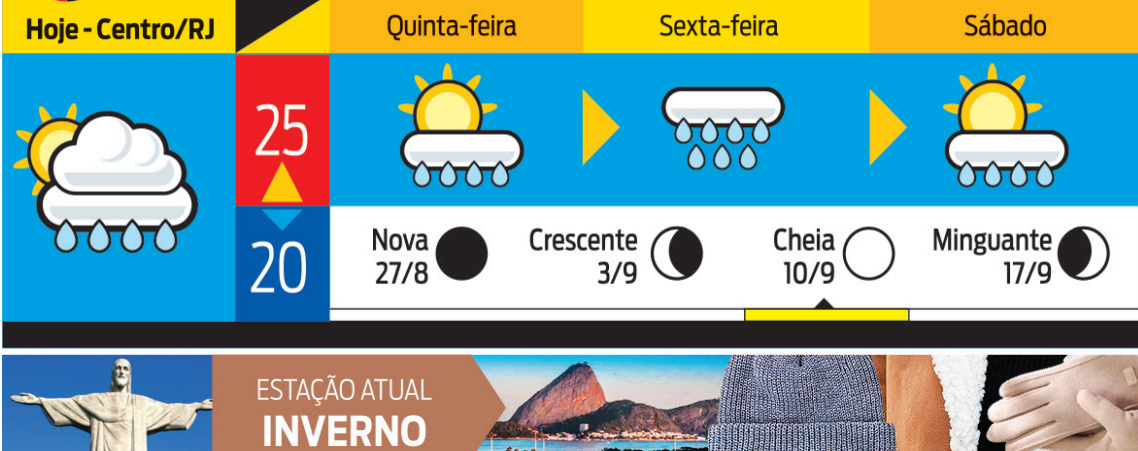 Hoje - Centro/RJ
Quinta-feira
Sexta-feira
Sábado
25
20
Nova
27/8
Crescente
3/9
Cheia
10/9
Minguante
17/9
ESTAÇÃO ATUAL
INVERNO